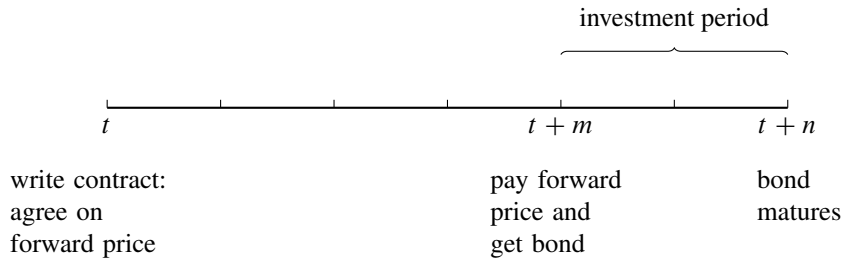 investment period
t
t + m
t + n
write contract:
agree on
forward price
pay forward
price and
get bond
bond
matures